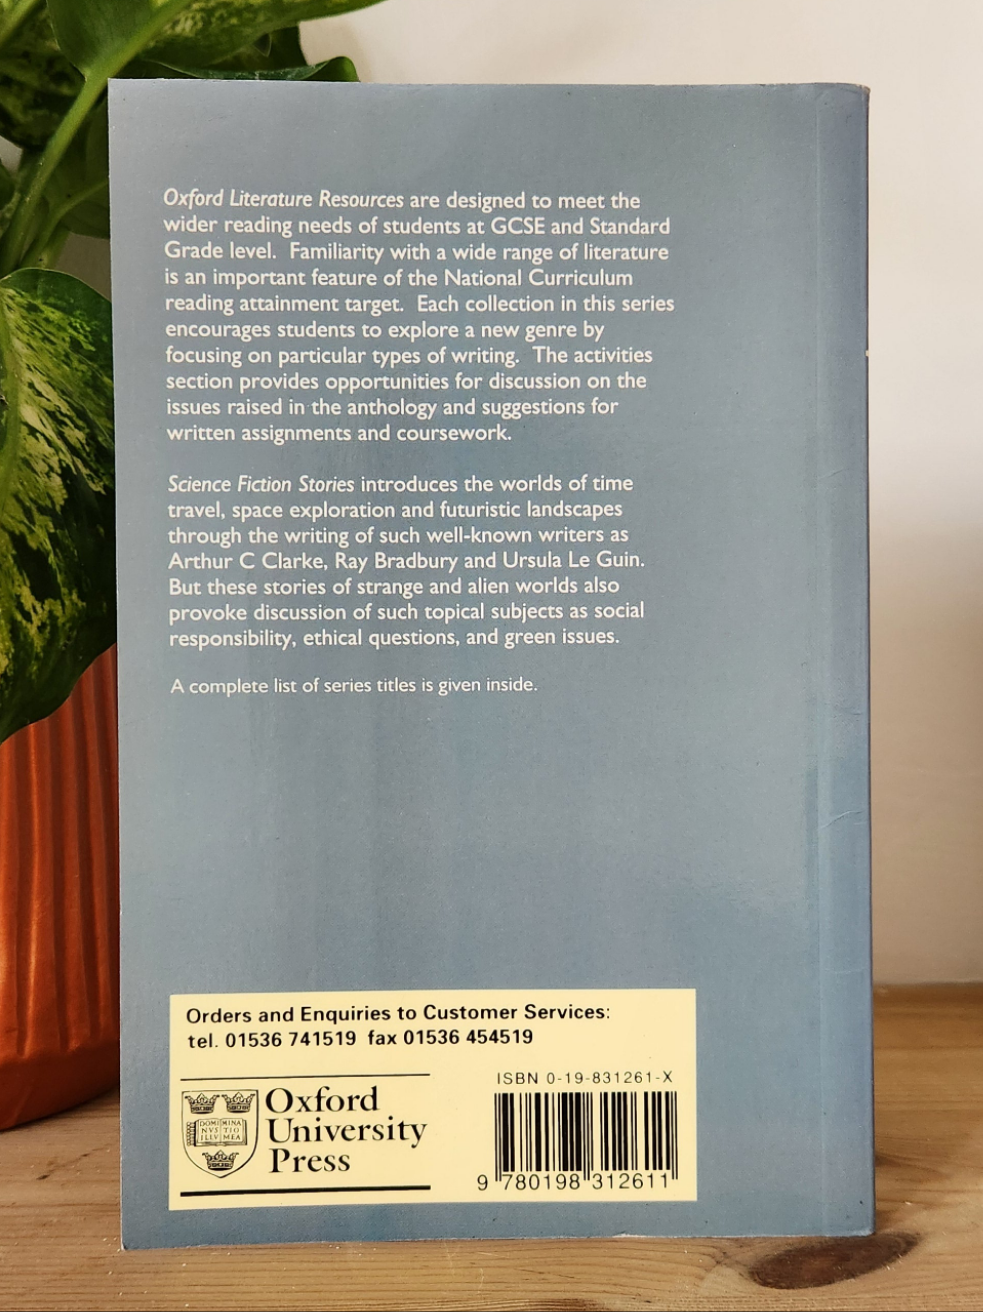 Oxford Literature Resources are designed to meet the
wider reading needs of students at GCSE and Standard
Grade level. Familiarity with a wide range of literature
is an important feature of the National Curriculum
reading attainment target. Each collection in this series
encourages students to explore a new genre by
focusing on particular types of writing. The activities
section provides opportunities for discussion on the
issues raised in the anthology and suggestions for
written assignments and coursework.
Science Fiction Stories introduces the worlds of time
travel, space exploration and futuristic landscapes
through the writing of such well-known writers as
Arthur C Clarke, Ray Bradbury and Ursula Le Guin.
But these stories of strange and alien worlds also
provoke discussion of such topical subjects as social
responsibility, ethical questions, and green issues.
A complete list of series titles is given inside.
Orders and Enquiries to Customer Services:
tel. 01536 741519 fax 01536 454519
DOMI MINA
NVS TIO
ILLV MEA
Oxford
University
Press
ISBN 0-19-831261-X
9 780198 312611